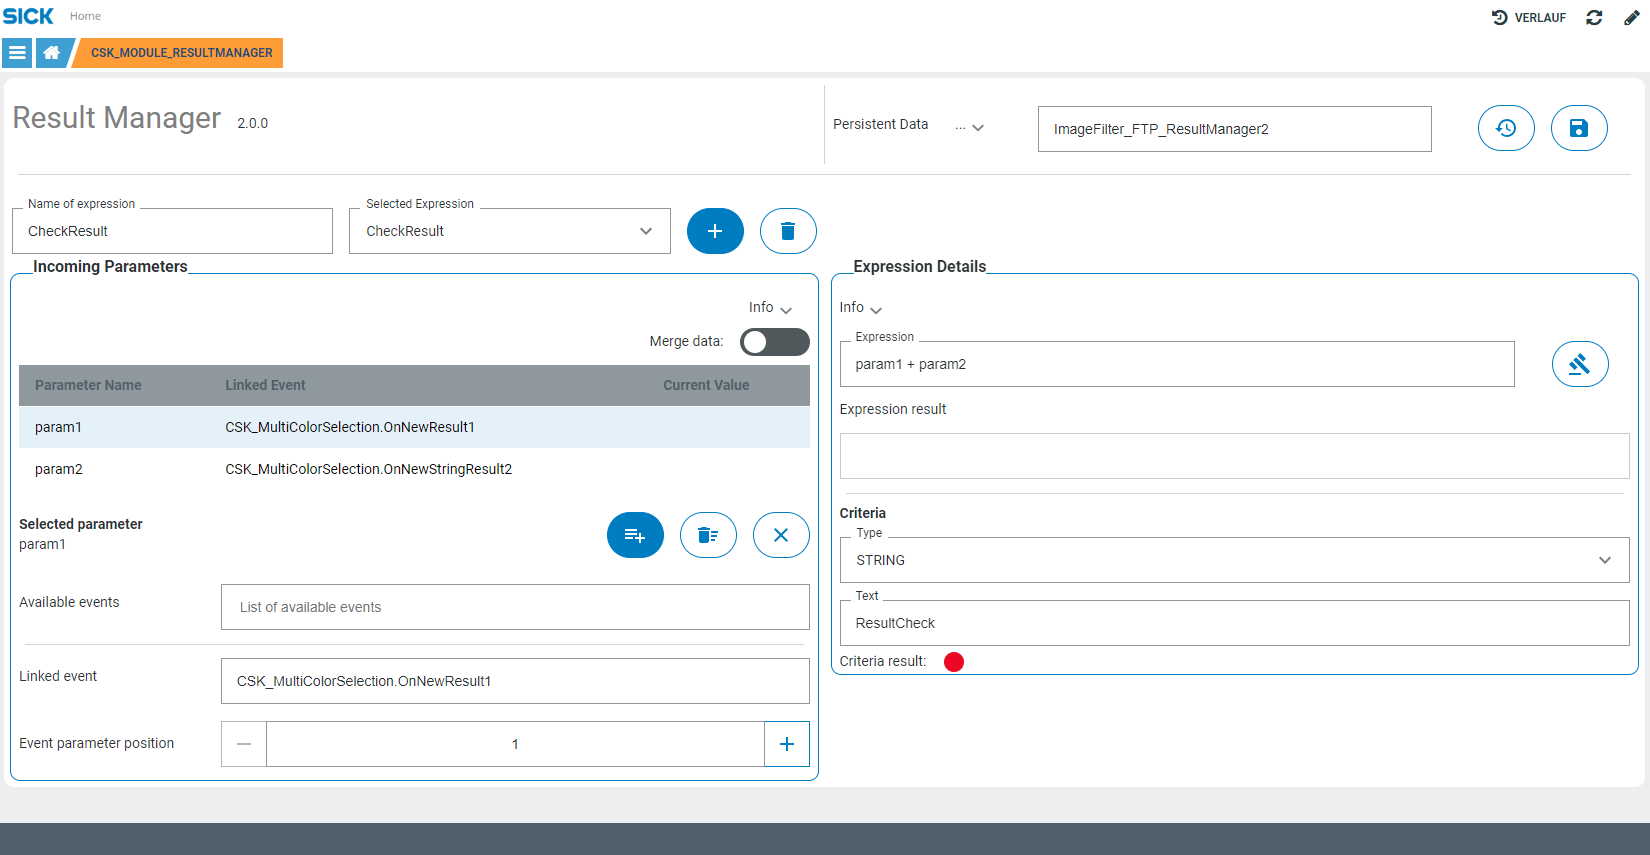 SICK Home
VERLAUF
CSK_MODULE_RESULTMANAGER
Result Manager 2.0.0
Persistent Data ... ImageFilter_FTP_ResultManager2
Name of expression
CheckResult
Selected Expression
CheckResult
Incoming Parameters
Info
Merge data:
Parameter Name Linked Event Current Value
param1 CSK_MultiColorSelection.OnNewResult1
param2 CSK_MultiColorSelection.OnNewStringResult2
Selected parameter
param1
Available events List of available events
Linked event CSK_MultiColorSelection.OnNewResult1
Event parameter position 1
Expression Details
Info
Expression
param1 + param2
Expression result
Criteria
Type
STRING
Text
ResultCheck
Criteria result: